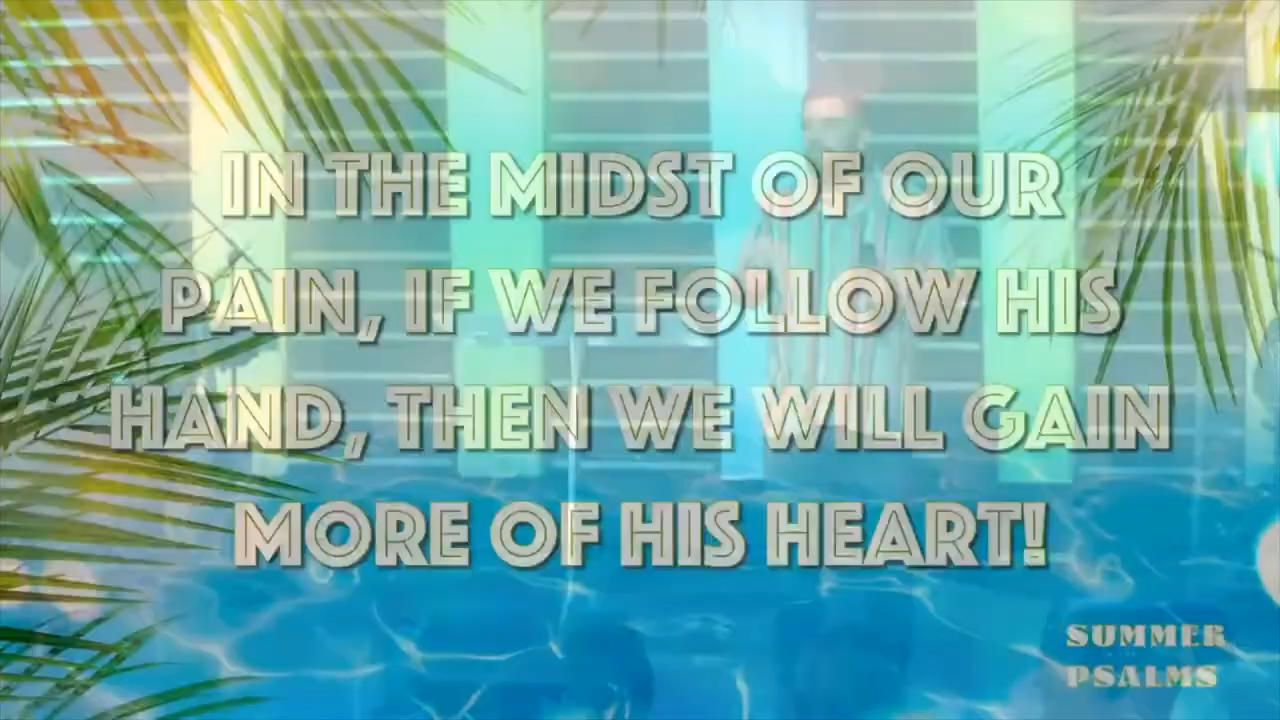 IN THE MIDST OF OUR
PAIN, IF WE FOLLOW HIS
HAND, THEN WE WILL GAIN
MORE OF HIS HEART!
SUMMER
PSALMS